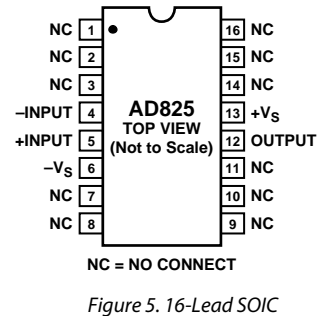 NC 1 16 NC
NC 2 15 NC
NC 3 14 NC
–INPUT 4 AD825 13 +VS
+INPUT 5 TOP VIEW 12 OUTPUT
(Not to Scale)
–VS 6 11 NC
NC 7 10 NC
NC 8 9 NC
NC = NO CONNECT
Figure 5. 16-Lead SOIC